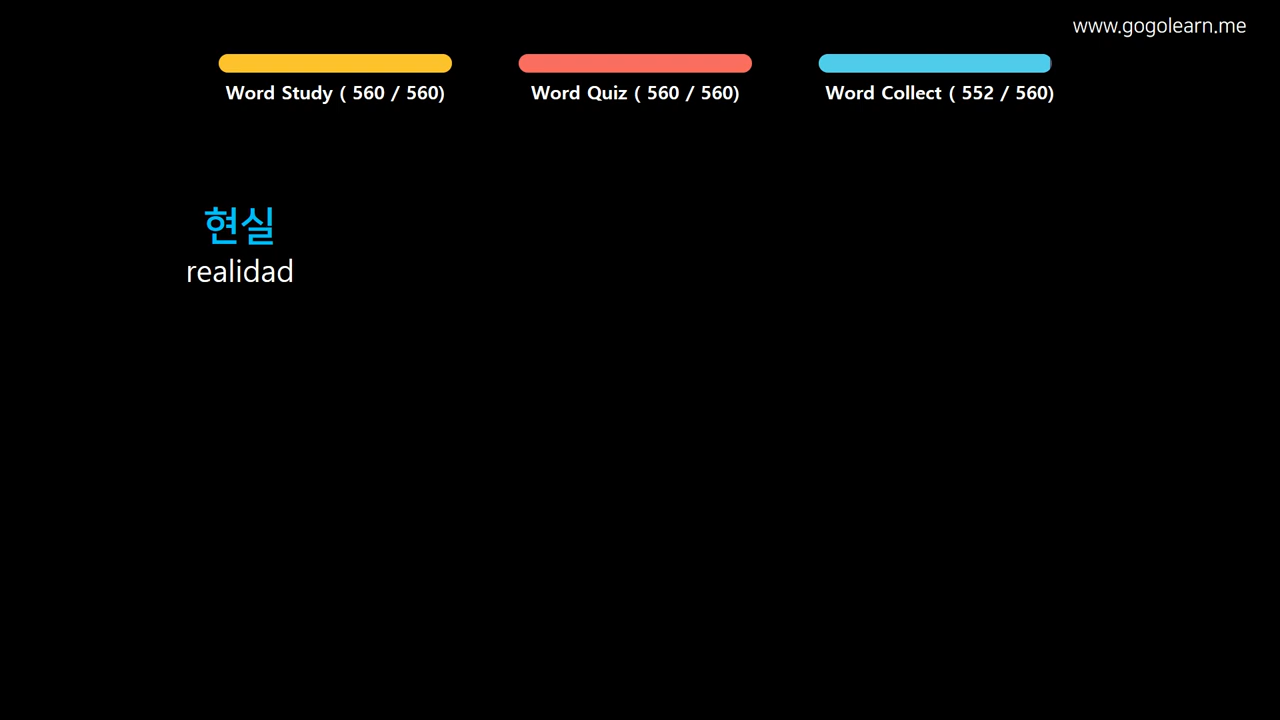 www.gogolearn.me
Word Study ( 560 / 560)
Word Quiz ( 560 / 560)
Word Collect ( 552 / 560)
현실
realidad